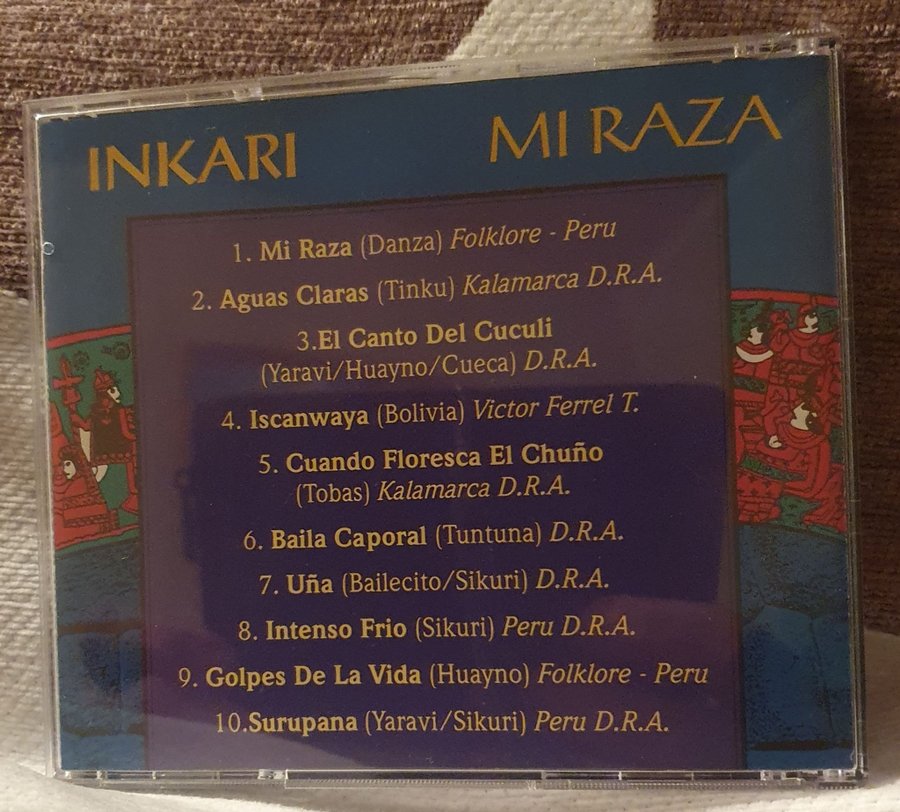 INKARI MI RAZA
1. Mi Raza (Danza) Folklore - Peru
2. Aguas Claras (Tinku) Kalamarca D.R.A.
3.El Canto Del Cuculi
(Yaravi/Huayno/Cueca) D.R.A.
4. Iscanwaya (Bolivia) Victor Ferrel T.
5. Cuando Floresca El Chuño
(Tobas) Kalamarca D.R.A.
6. Baila Caporal (Tuntuna) D.R.A.
7. Uña (Bailecito/Sikuri) D.R.A.
8. Intenso Frio (Sikuri) Peru D.R.A.
9. Golpes De La Vida (Huayno) Folklore - Peru
10.Surupana (Yaravi/Sikuri) Peru D.R.A.